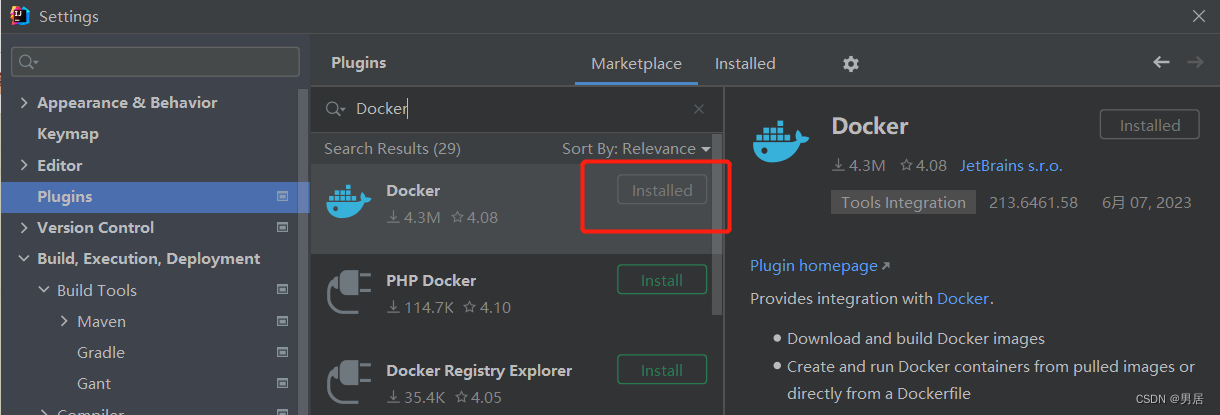 Settings
Appearance & Behavior
Keymap
Editor
Plugins
Version Control
Build, Execution, Deployment
Build Tools
Maven
Gradle
Gant
Compiler
Plugins
Marketplace
Installed
Docker
Search Results (29)
Sort By: Relevance
Docker
4.3M
4.08
Installed
PHP Docker
114.7K
4.10
Install
Docker Registry Explorer
35.4K
4.05
Install
Docker
Installed
4.3M
4.08
JetBrains s.r.o.
Tools Integration
213.6461.58
6月 07, 2023
Plugin homepage
Provides integration with Docker.
Download and build Docker images
Create and run Docker containers from pulled images or
directly from a Dockerfile
CSDN @男居